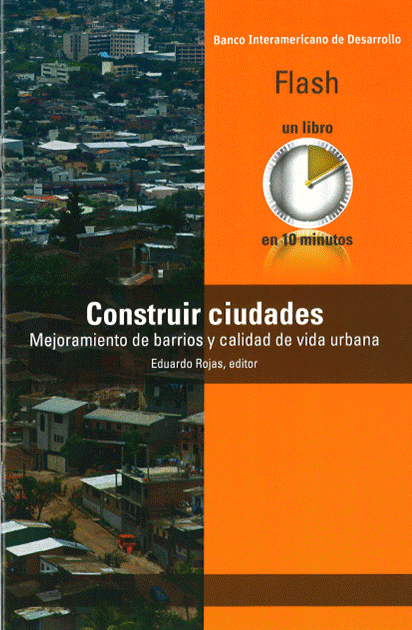 Banco Interamericano de Desarrollo
Flash
un libro
en 10 minutos
Construir ciudades
Mejoramiento de barrios y calidad de vida urbana
Eduardo Rojas, editor